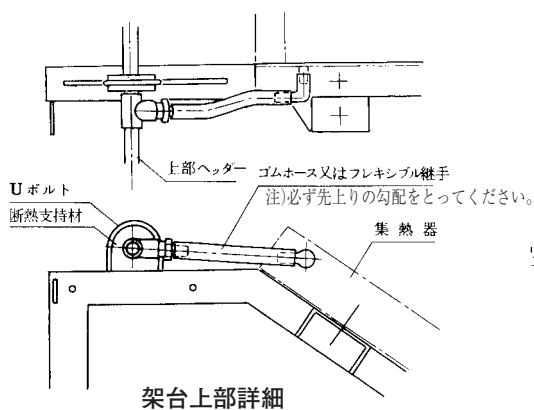 上部ヘッダー
ゴムホース又はフレキシブル継手
注)必ず先上りの勾配をとってください。
Uボルト
断熱支持材
集熱器
架台上部詳細